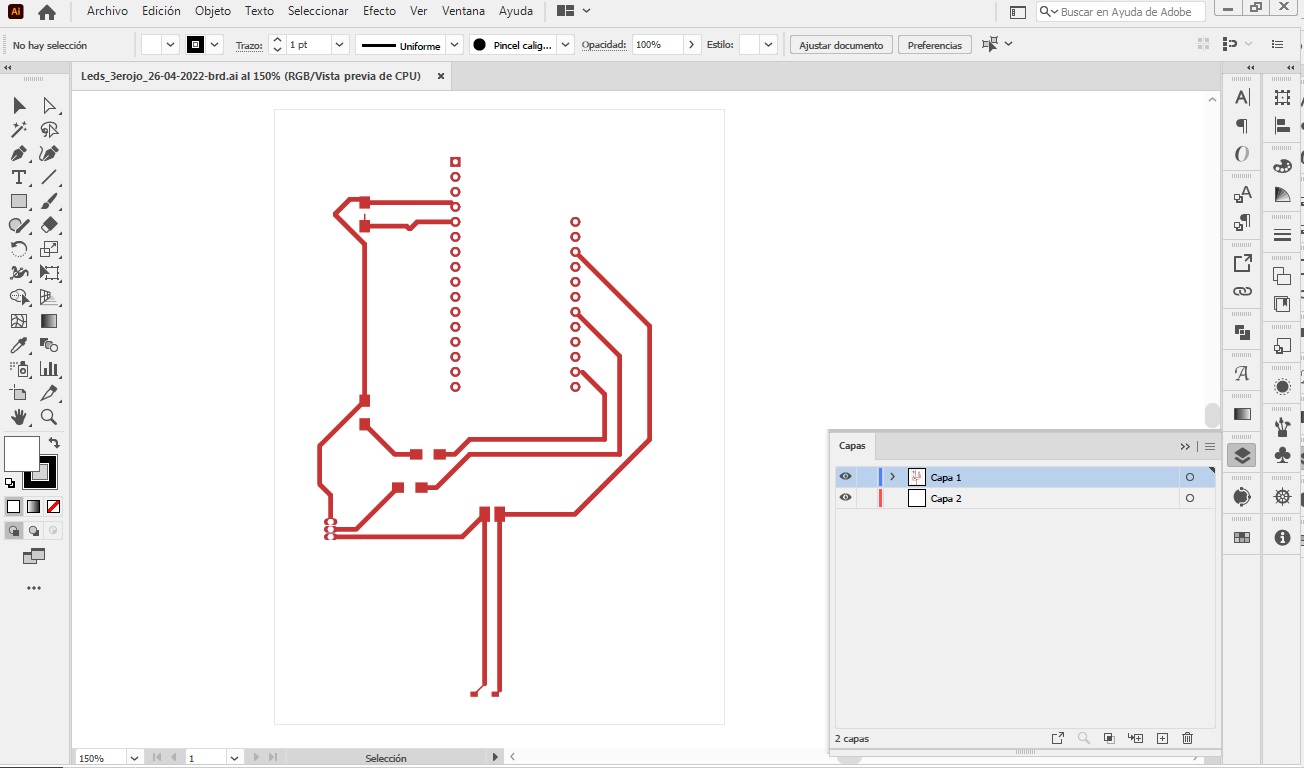 Ai Archivo Edición Objeto Texto Seleccionar Efecto Ver Ventana Ayuda Buscar en Ayuda de Adobe
No hay selección Trazo: 1 pt Uniforme Pincel calig... Opacidad: 100% Estilo: Ajustar documento Preferencias
Leds_3erojo_26-04-2022-brd.ai al 150% (RGB/Vista previa de CPU)
Capas
Capa 1
Capa 2
2 capas
150% 1 Selección